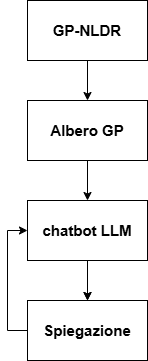 GP-NLDR
Albero GP
chatbot LLM
Spiegazione